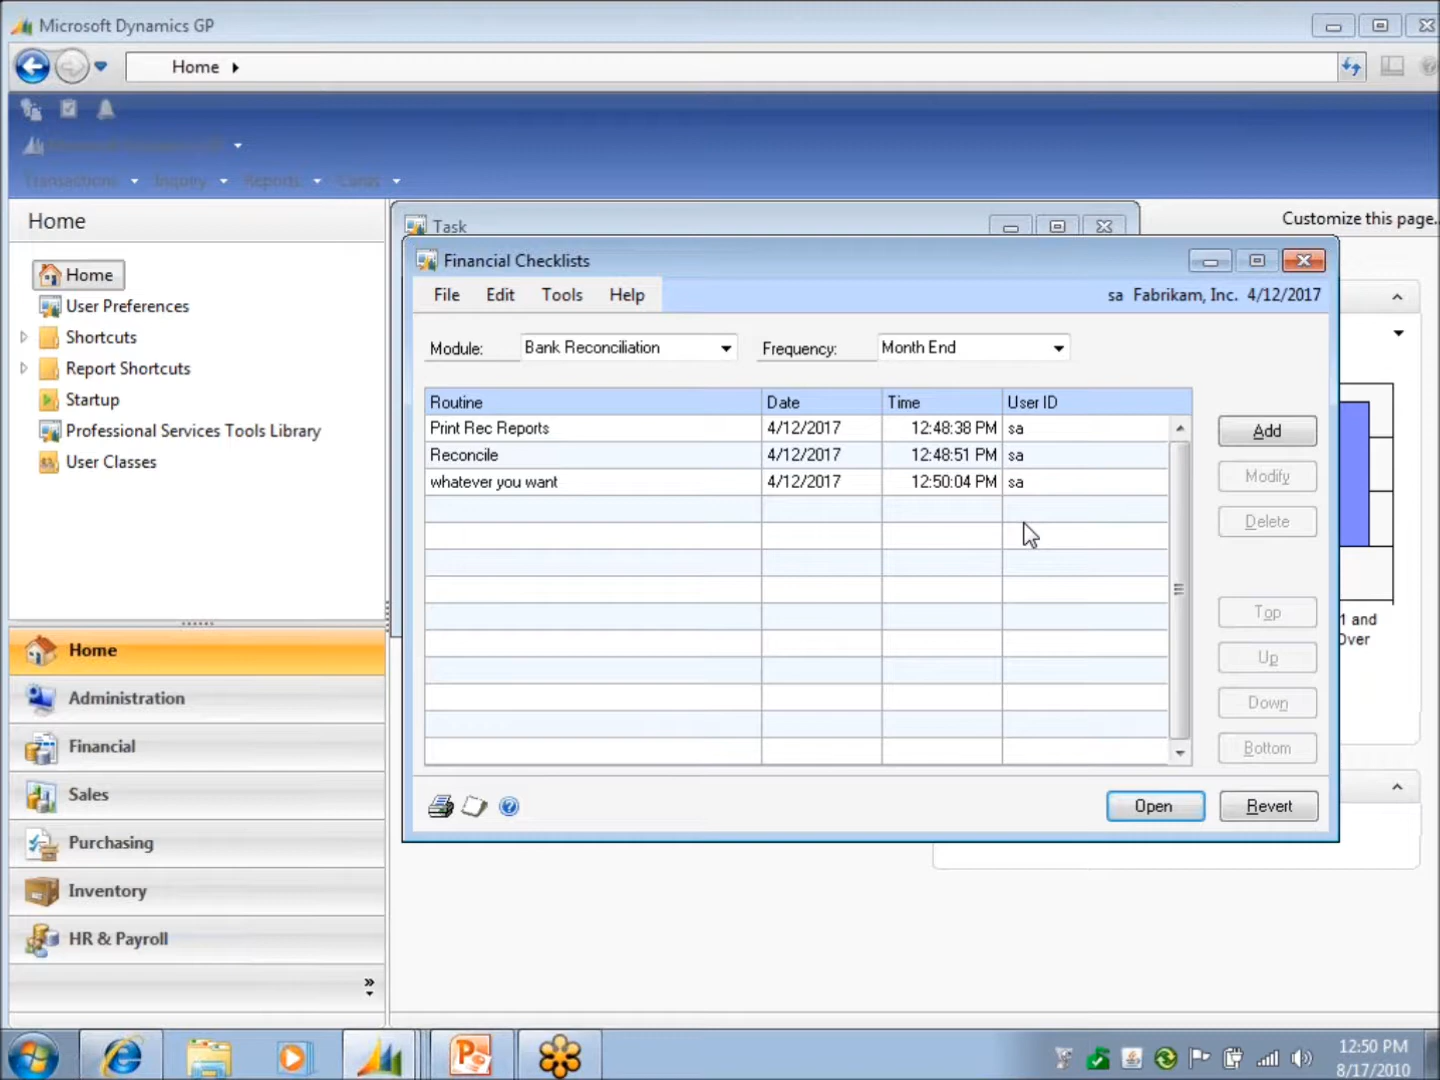 Microsoft Dynamics GP
Home
Transactions Inquiry Reports Cards
Home
Customize this page..
Home
User Preferences
Shortcuts
Report Shortcuts
Startup
Professional Services Tools Library
User Classes
Task
Financial Checklists
File Edit Tools Help
sa Fabrikam, Inc. 4/12/2017
Module: Bank Reconciliation
Frequency: Month End
Routine Date Time User ID
Print Rec Reports 4/12/2017 12:48:38 PM sa
Reconcile 4/12/2017 12:48:51 PM sa
whatever you want 4/12/2017 12:50:04 PM sa
Add
Modify
Delete
Top
Up
Down
Bottom
Open Revert
1 and
Over
Home
Administration
Financial
Sales
Purchasing
Inventory
HR & Payroll
12:50 PM
8/17/2010